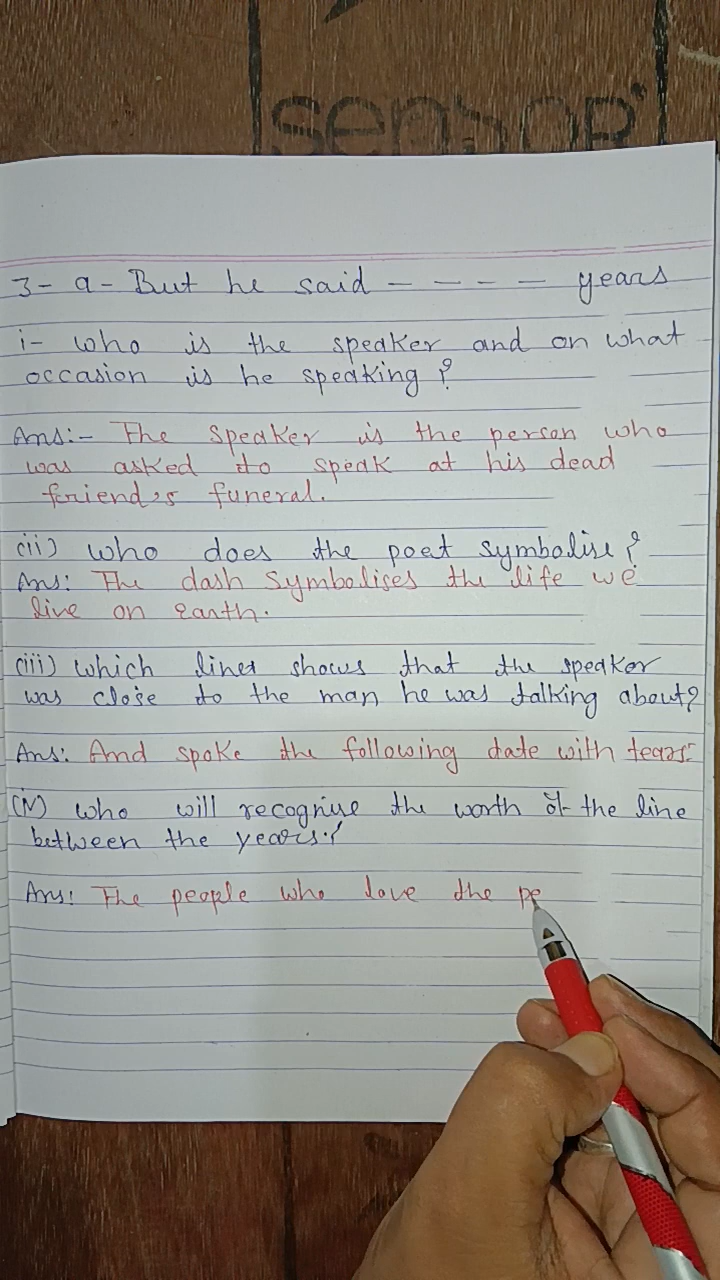 sensor
3- a- But he said - - - - years
i- who is the speaker and on what
occasion is he speaking ?
Ans:- The speaker is the person who
was asked to speak at his dead
friend's funeral.
(ii) who does the poet symbolise ?
Ans: The dash symbolises the life we
live on earth.
(iii) which lines shows that the speaker
was close to the man he was talking about?
Ans: And spoke the following date with tears.
(iv) who will recognise the worth of the line
between the years?
Ans: The people who love the pe